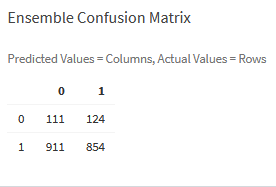 Ensemble Confusion Matrix
Predicted Values = Columns, Actual Values = Rows
0 1
0 111 124
1 911 854